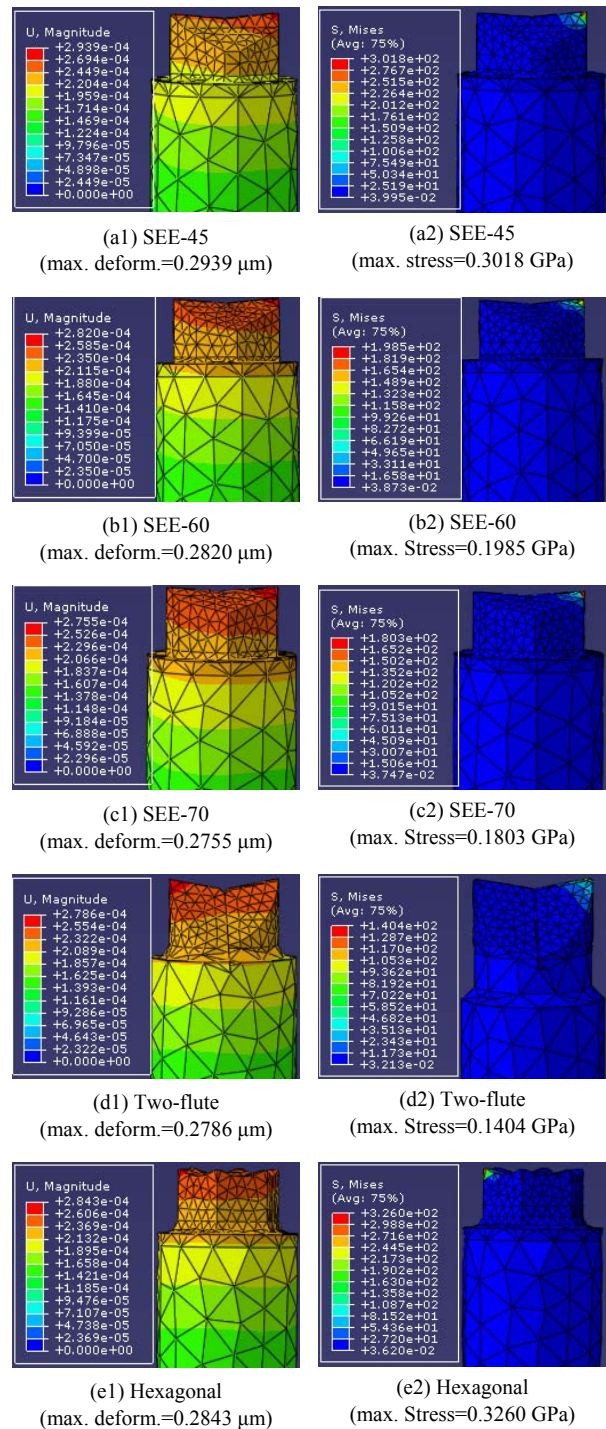 U, Magnitude
+2.939e-04
+2.694e-04
+2.449e-04
+2.204e-04
+1.959e-04
+1.714e-04
+1.469e-04
+1.224e-04
+9.796e-05
+7.347e-05
+4.898e-05
+2.449e-05
+0.000e+00
S, Mises
(Avg: 75%)
+3.018e+02
+2.767e+02
+2.515e+02
+2.264e+02
+2.012e+02
+1.761e+02
+1.509e+02
+1.258e+02
+1.006e+02
+7.549e+01
+5.034e+01
+2.519e+01
+3.995e-02
(a1) SEE-45
(max. deform.=0.2939 μm)
(a2) SEE-45
(max. stress=0.3018 GPa)
U, Magnitude
+2.820e-04
+2.585e-04
+2.350e-04
+2.115e-04
+1.880e-04
+1.645e-04
+1.410e-04
+1.175e-04
+9.399e-05
+7.050e-05
+4.700e-05
+2.350e-05
+0.000e+00
S, Mises
(Avg: 75%)
+1.985e+02
+1.819e+02
+1.654e+02
+1.489e+02
+1.323e+02
+1.158e+02
+9.926e+01
+8.272e+01
+6.619e+01
+4.965e+01
+3.311e+01
+1.658e+01
+3.873e-02
(b1) SEE-60
(max. deform.=0.2820 μm)
(b2) SEE-60
(max. Stress=0.1985 GPa)
U, Magnitude
+2.755e-04
+2.526e-04
+2.296e-04
+2.066e-04
+1.837e-04
+1.607e-04
+1.378e-04
+1.148e-04
+9.184e-05
+6.888e-05
+4.592e-05
+2.296e-05
+0.000e+00
S, Mises
(Avg: 75%)
+1.803e+02
+1.652e+02
+1.502e+02
+1.352e+02
+1.202e+02
+1.052e+02
+9.015e+01
+7.513e+01
+6.011e+01
+4.509e+01
+3.007e+01
+1.506e+01
+3.747e-02
(c1) SEE-70
(max. deform.=0.2755 μm)
(c2) SEE-70
(max. Stress=0.1803 GPa)
U, Magnitude
+2.786e-04
+2.554e-04
+2.322e-04
+2.089e-04
+1.857e-04
+1.625e-04
+1.393e-04
+1.161e-04
+9.286e-05
+6.965e-05
+4.643e-05
+2.322e-05
+0.000e+00
S, Mises
(Avg: 75%)
+1.404e+02
+1.287e+02
+1.170e+02
+1.053e+02
+9.362e+01
+8.192e+01
+7.022e+01
+5.852e+01
+4.682e+01
+3.513e+01
+2.343e+01
+1.173e+01
+3.213e-02
(d1) Two-flute
(max. deform.=0.2786 μm)
(d2) Two-flute
(max. Stress=0.1404 GPa)
U, Magnitude
+2.843e-04
+2.606e-04
+2.369e-04
+2.132e-04
+1.895e-04
+1.658e-04
+1.421e-04
+1.185e-04
+9.476e-05
+7.107e-05
+4.738e-05
+2.369e-05
+0.000e+00
S, Mises
(Avg: 75%)
+3.260e+02
+2.988e+02
+2.716e+02
+2.445e+02
+2.173e+02
+1.902e+02
+1.630e+02
+1.358e+02
+1.087e+02
+8.152e+01
+5.436e+01
+2.720e+01
+3.620e-02
(e1) Hexagonal
(max. deform.=0.2843 μm)
(e2) Hexagonal
(max. Stress=0.3260 GPa)